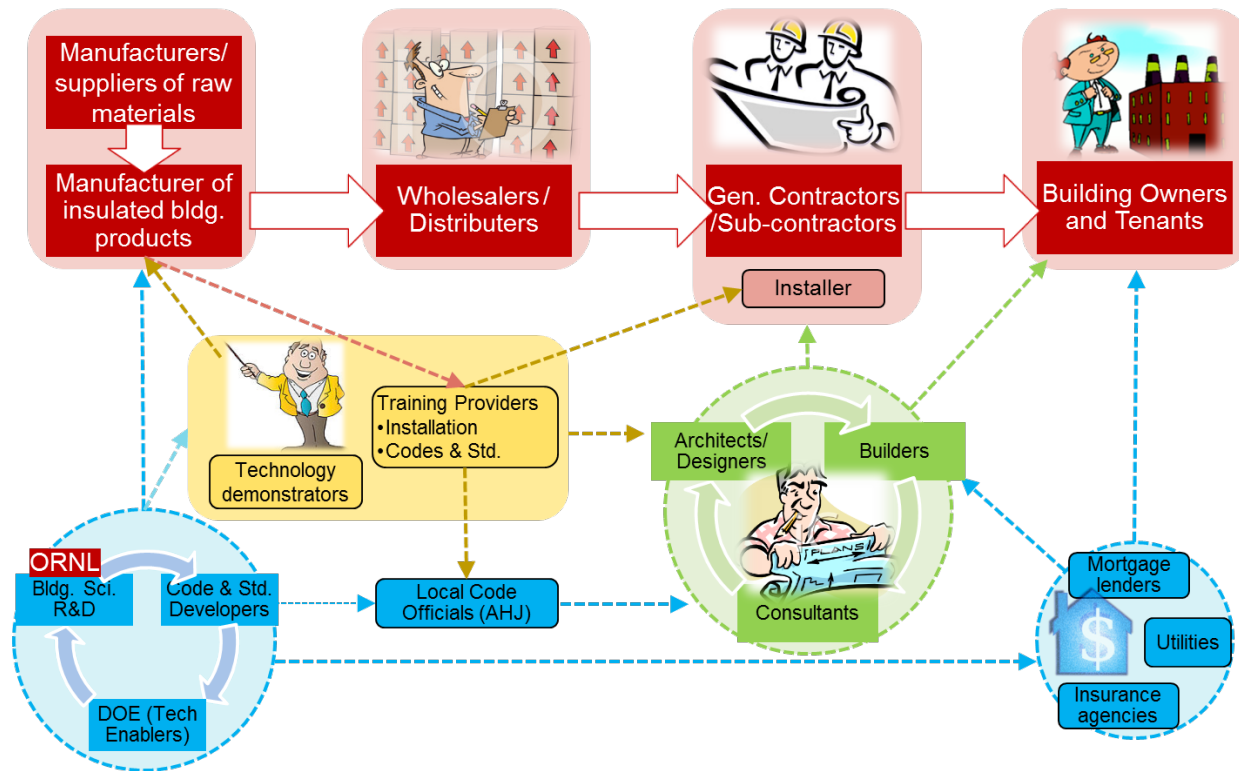 Manufacturers/
suppliers of raw
materials
Manufacturer of
insulated bldg.
products
Wholesalers /
Distributers
Gen. Contractors
/Sub-contractors
Building Owners
and Tenants
Installer
Technology
demonstrators
Training Providers
•Installation
•Codes & Std.
Architects/
Designers
Builders
PLANS
Consultants
ORNL
Bldg. Sci.
R&D
Code & Std.
Developers
DOE (Tech
Enablers)
Local Code
Officials (AHJ)
Mortgage
lenders
$
Utilities
Insurance
agencies